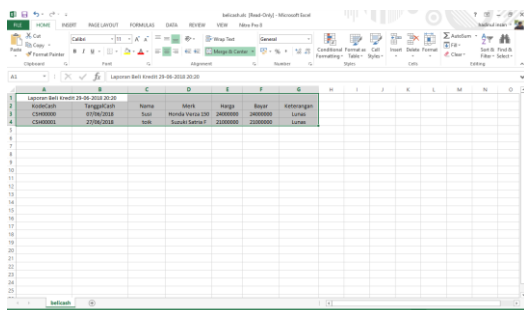 belicash.xls [Read-Only] - Microsoft Excel
FILE HOME INSERT PAGE LAYOUT FORMULAS DATA REVIEW VIEW Nitro Pro 8
Cut
Copy
Format Painter
Paste
Calibri 11
Wrap Text
Merge & Center
General
Conditional Formatting Format as Table Cell Styles
Insert Delete Format
AutoSum
Fill
Clear
Sort & Filter Find & Select
Clipboard Font Alignment Number Styles Cells Editing
A1 Laporan Beli Kredit 29-06-2018 20:20
A B C D E F G H I J K L M N O
1 Laporan Beli Kredit 29-06-2018 20:20
2 KodeCash TanggalCash Nama Merk Harga Bayar Keterangan
3 CSH00000 07/06/2018 Susi Honda Verza 150 24000000 24000000 Lunas
4 CSH00001 27/06/2018 Suzuki Satria F 21000000 21000000 Lunas
5
6
7
8
9
10
11
12
13
14
15
16
17
18
19
20
21
22
23
24
25
belicash